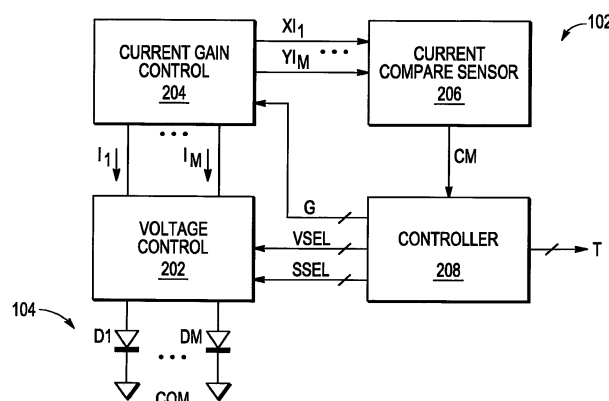 XI1
YIM
CURRENT GAIN CONTROL
204
CURRENT COMPARE SENSOR
206
102
I1
IM
CM
G
VOLTAGE CONTROL
202
VSEL
SSEL
CONTROLLER
208
T
104
D1
DM
COM